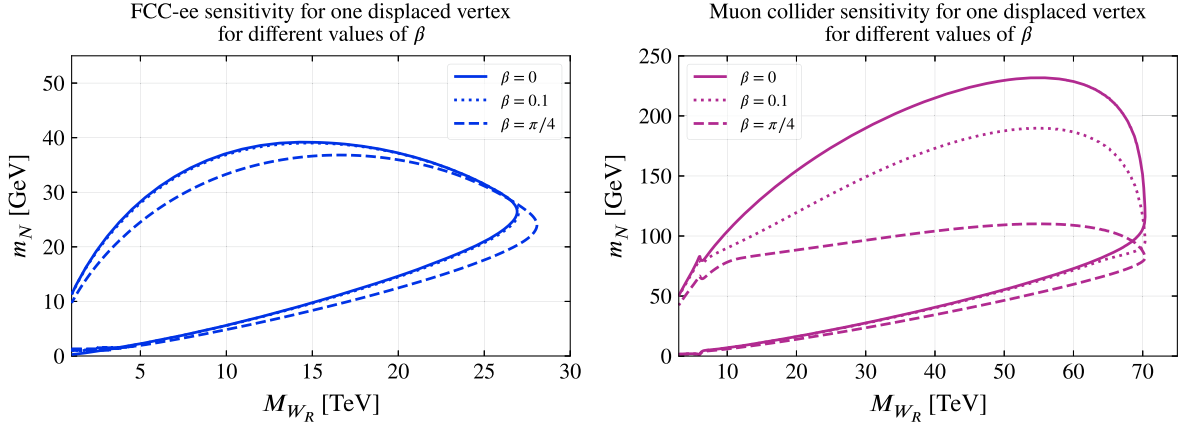 FCC-ee sensitivity for one displaced vertex
for different values of β
55
50
40
30
20
10
0
5
10
15
20
25
30
m_N [GeV]
M_{W_R} [TeV]
β = 0
β = 0.1
β = π/4
Muon collider sensitivity for one displaced vertex
for different values of β
250
200
150
100
50
0
10
20
30
40
50
60
70
m_N [GeV]
M_{W_R} [TeV]
β = 0
β = 0.1
β = π/4